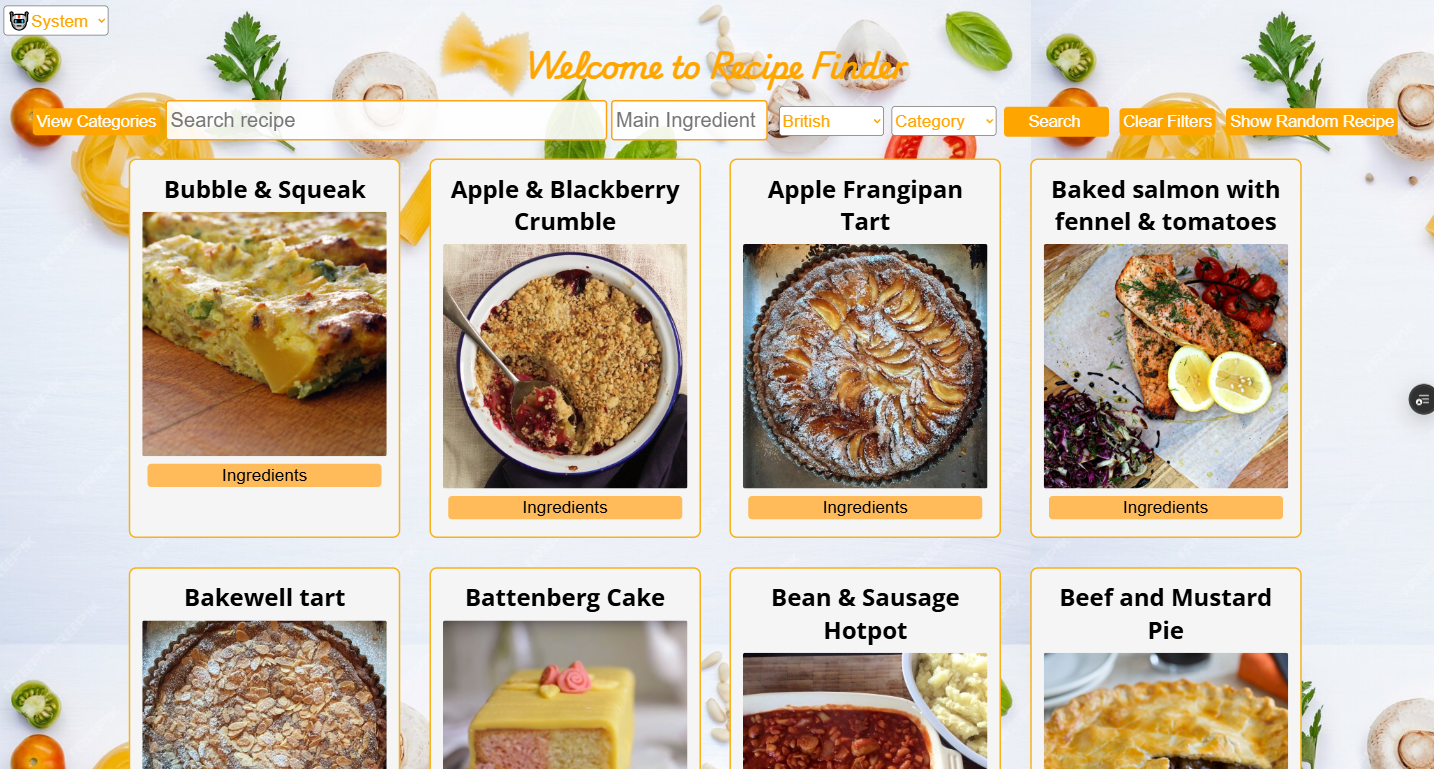 System
Welcome to Recipe Finder
View Categories
Search recipe
Main Ingredient
British
Category
Search
Clear Filters
Show Random Recipe
Bubble & Squeak
Ingredients
Apple & Blackberry
Crumble
Ingredients
Apple Frangipan
Tart
Ingredients
Baked salmon with
fennel & tomatoes
Ingredients
Bakewell tart
Battenberg Cake
Bean & Sausage
Hotpot
Beef and Mustard
Pie